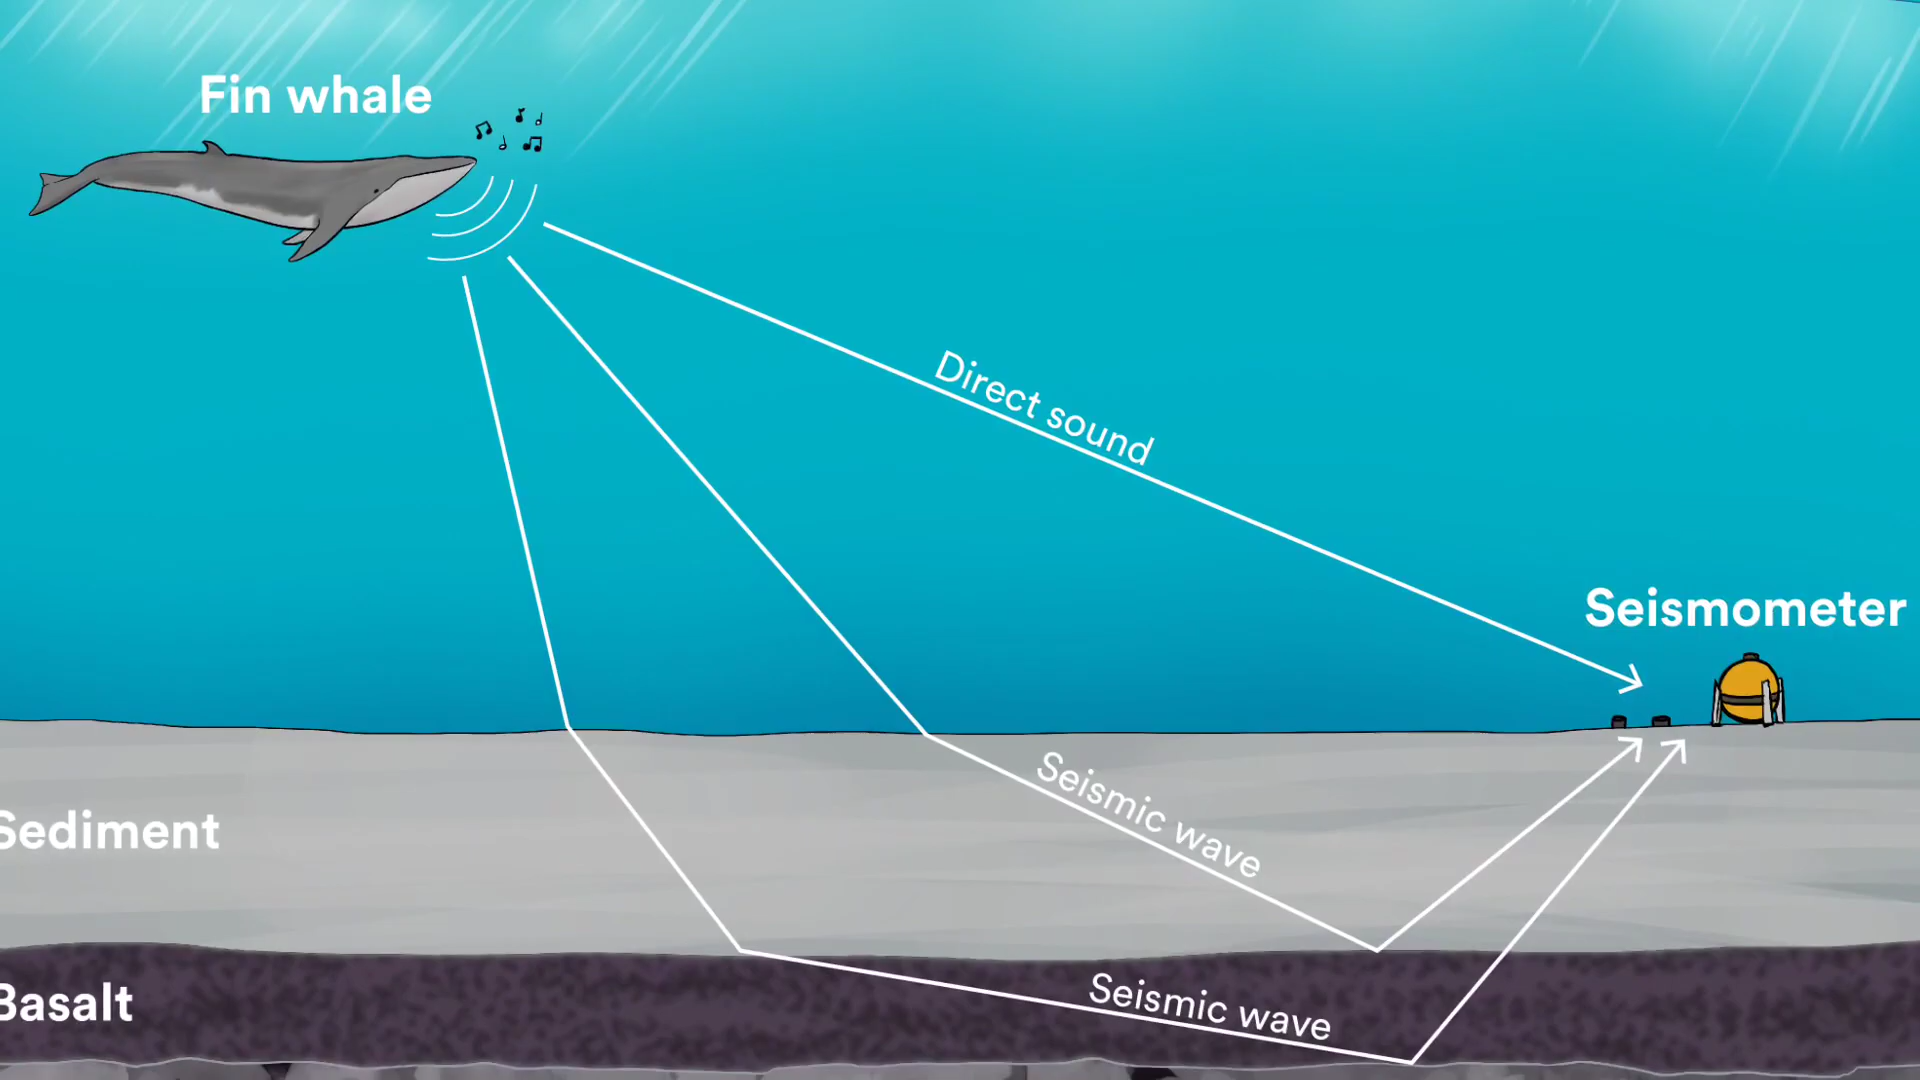 Fin whale
Direct sound
Seismometer
Seismic wave
Sediment
Seismic wave
Basalt